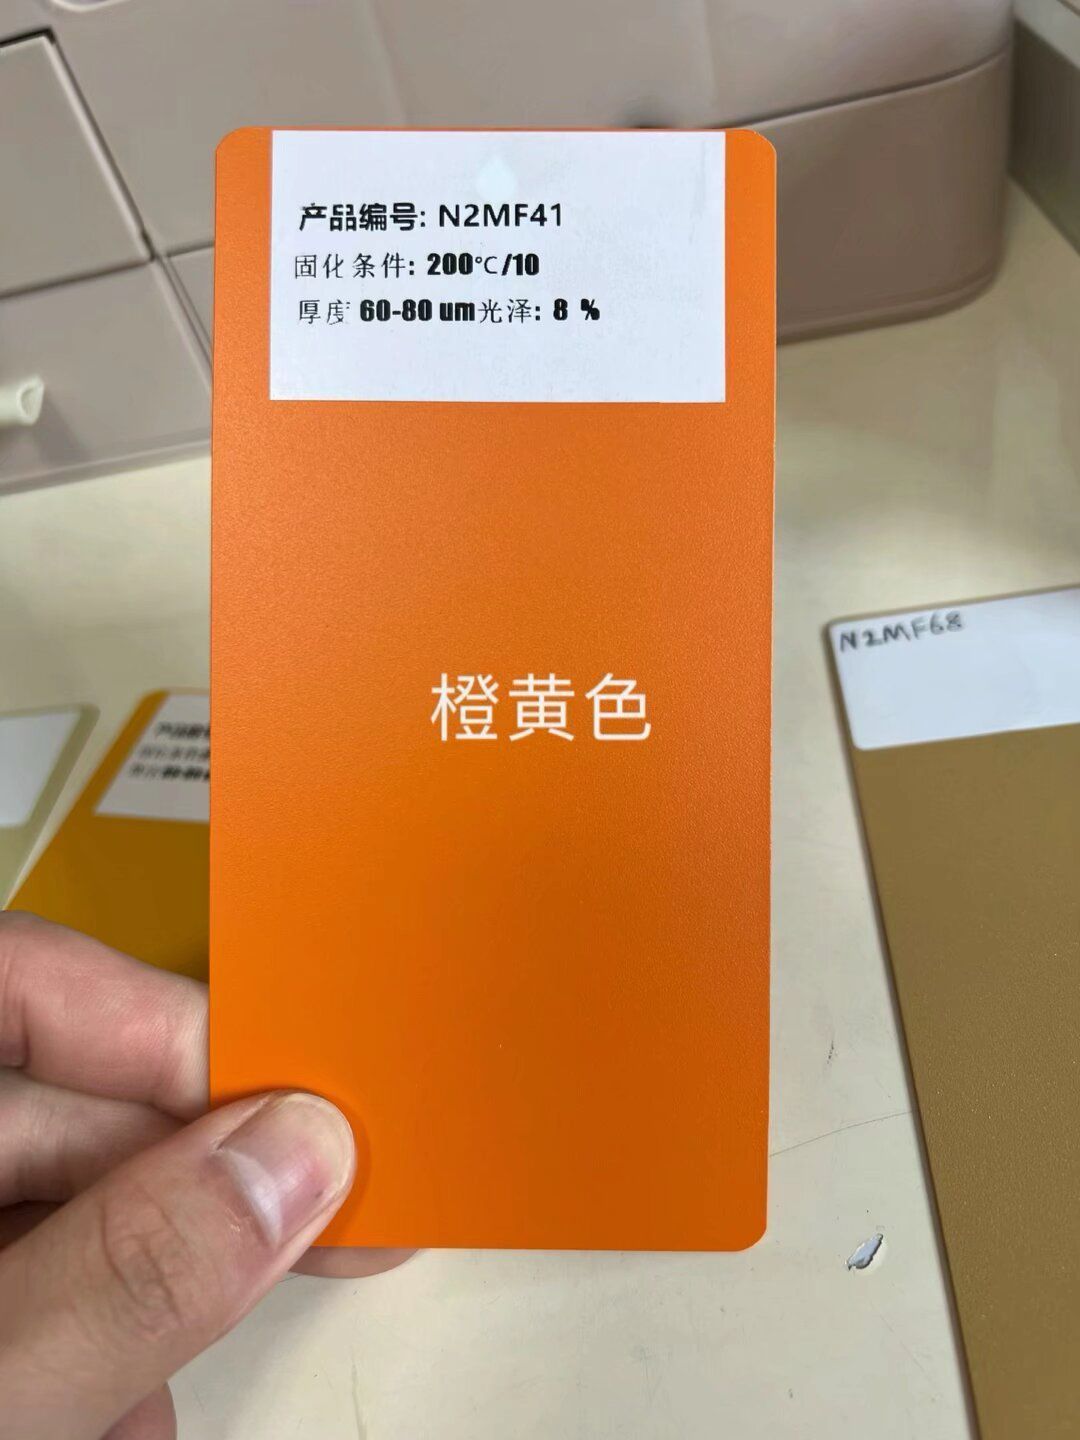 产品编号: N2MF41
固化条件: 200℃/10
厚度 60-80 um光泽: 8 %
橙黄色
N2MF68